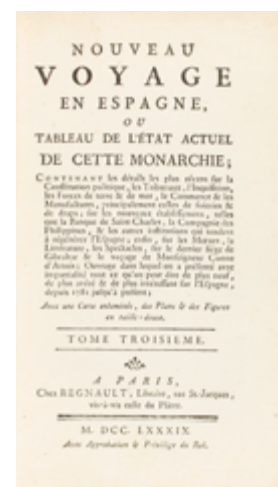 NOUVEAU
VOYAGE
EN ESPAGNE,
OU
TABLEAU DE L'ÉTAT ACTUEL
DE CETTE MONARCHIE;
CONTENANT les détails les plus récens sur la
Constitution politique, les Tribunaux, l'Inquisition,
les Forces de terre & de mer, le Commerce & les
Manufactures, principalement celles de soieries &
de draps; sur les nouveaux établissemens, telles
que la Banque de Saint Charles, la Compagnie des
Philippines, & les autres institutions qui tendent
à régénérer l'Espagne; enfin, sur les Mœurs, la
Littérature, les Spectacles, sur le dernier Siège de
Gibraltar & le voyage de Monseigneur Comte
d'Artois; Ouvrage dans lequel on a présenté avec
impartialité tout ce qu'on peut dire de plus neuf,
de plus avéré & de plus intéressant sur l'Espagne,
depuis 1782 jusqu'à présent;
Avec une Carte enluminée, des Plans & des Figures
en taille-douce.
TOME TROISIEME.
A PARIS,
Chez REGNAULT, Libraire, rue St-Jacques,
vis-à-vis celle du Plâtre.
M. DCC. LXXXIX.
Avec Approbation & Privilège du Roi.